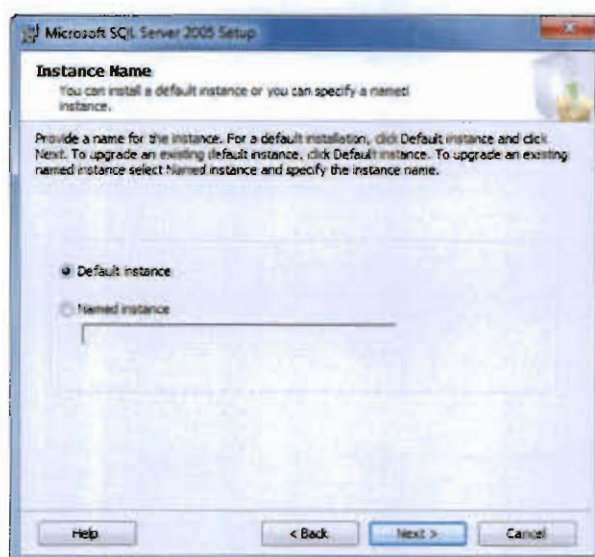 Microsoft SQL Server 2005 Setup
Instance Name
You can install a default instance or you can specify a named
instance.
Provide a name for the instance. For a default installation, click Default instance and click
Next. To upgrade an existing default instance, click Default instance. To upgrade an existing
named instance select Named instance and specify the instance name.
Default instance
Named instance
Help
< Back
Next >
Cancel